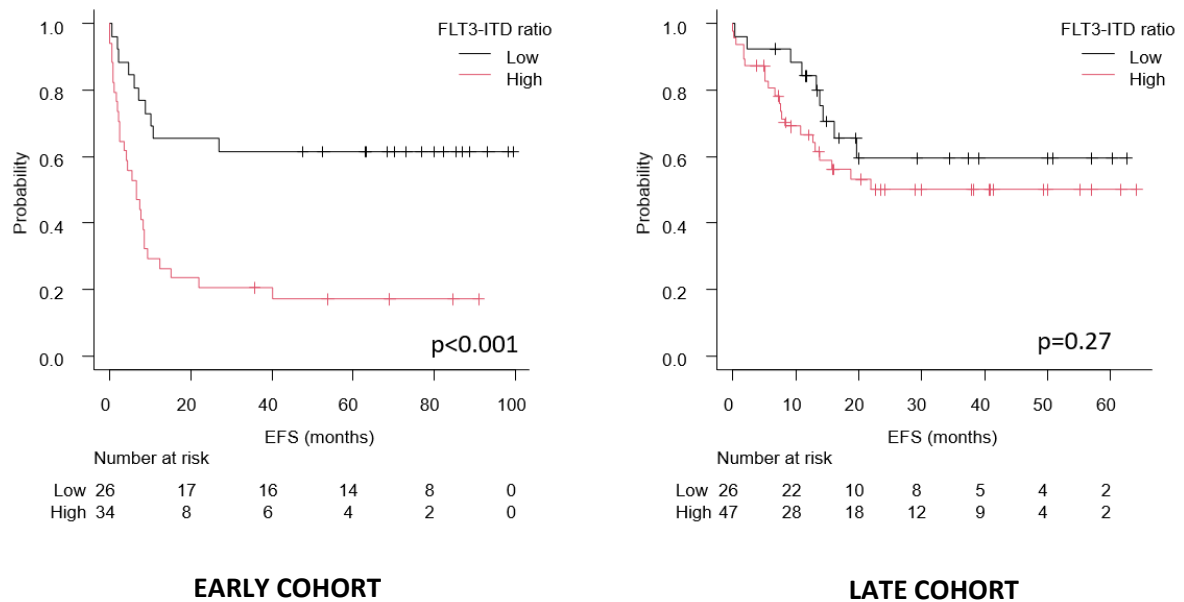 FLT3-ITD ratio
Low
High
1.0
0.8
0.6
0.4
0.2
0.0
Probability
p<0.001
0 20 40 60 80 100
EFS (months)
Number at risk
Low 26 17 16 14 8 0
High 34 8 6 4 2 0
EARLY COHORT
FLT3-ITD ratio
Low
High
1.0
0.8
0.6
0.4
0.2
0.0
Probability
p=0.27
0 10 20 30 40 50 60
EFS (months)
Number at risk
Low 26 22 10 8 5 4 2
High 47 28 18 12 9 4 2
LATE COHORT